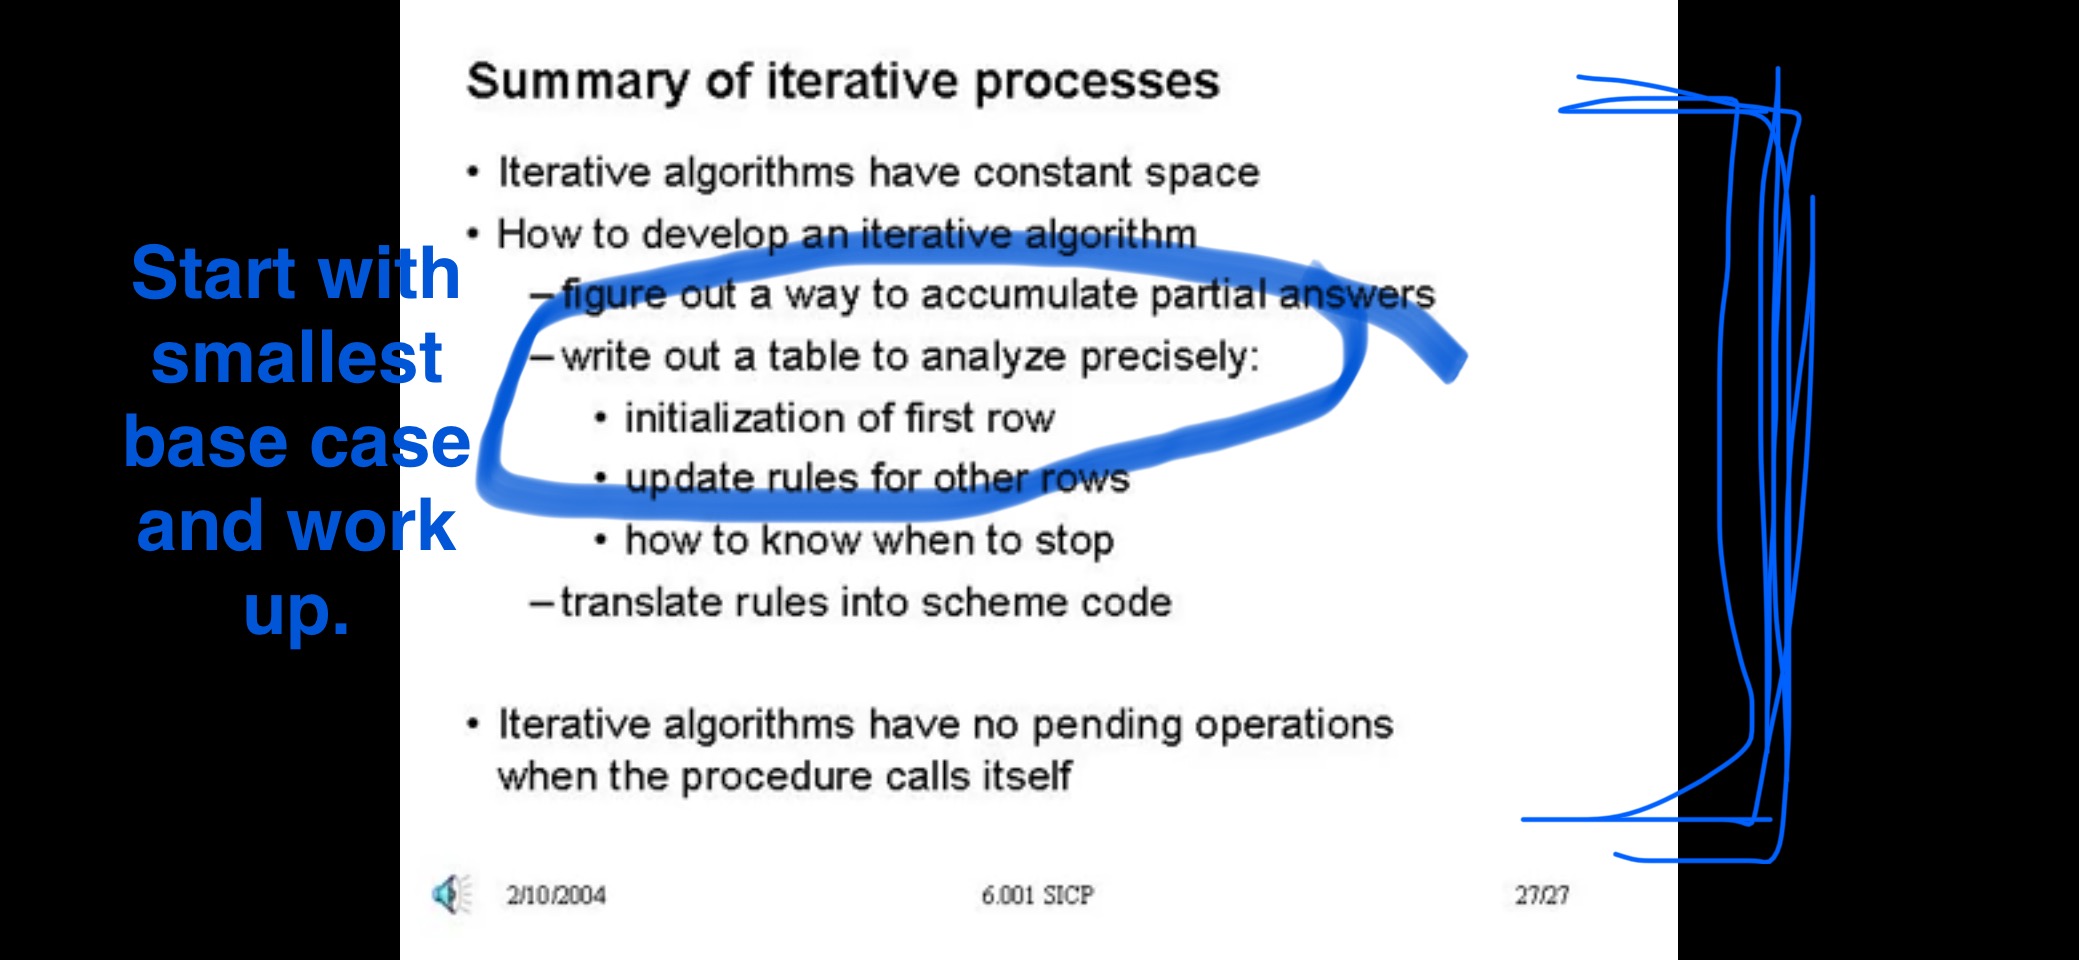 Summary of iterative processes
• Iterative algorithms have constant space
• How to develop an iterative algorithm
– figure out a way to accumulate partial answers
– write out a table to analyze precisely:
• initialization of first row
• update rules for other rows
• how to know when to stop
– translate rules into scheme code
• Iterative algorithms have no pending operations
when the procedure calls itself
2/10/2004
6.001 SICP
27/27
Start with
smallest
base case
and work
up.